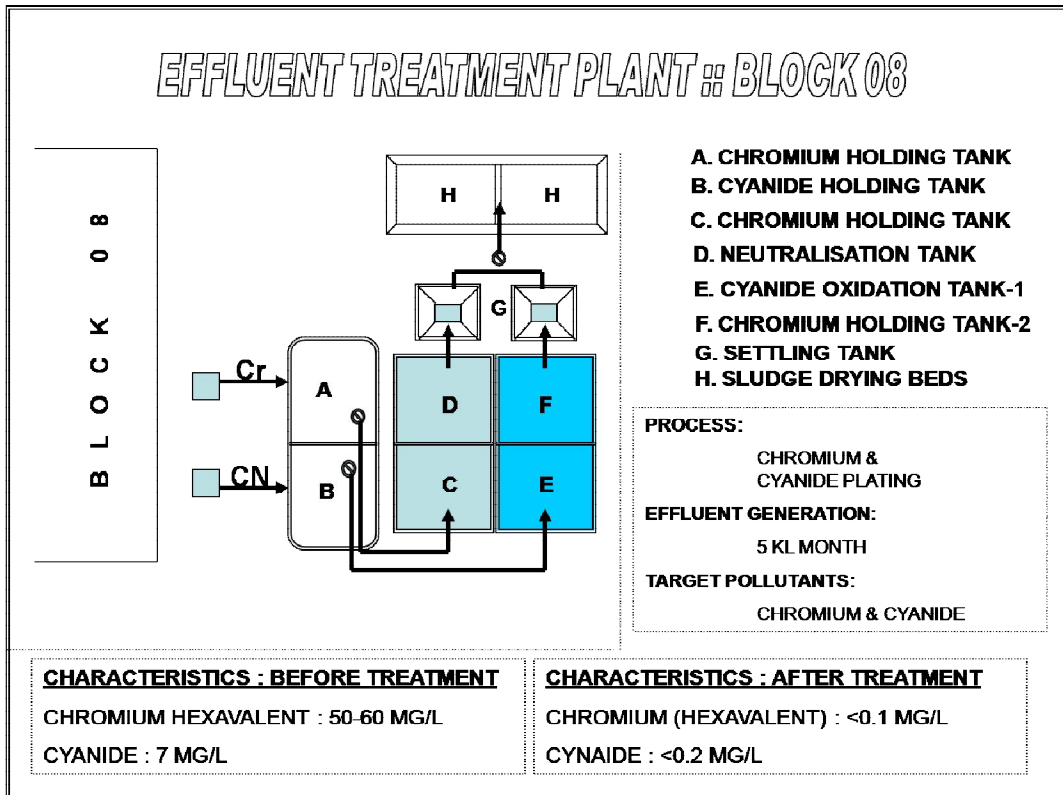 EFFLUENT TREATMENT PLANT :: BLOCK 08
BLOCK 08
H H
G
Cr
A
D
F
CN
B
C
E
A. CHROMIUM HOLDING TANK
B. CYANIDE HOLDING TANK
C. CHROMIUM HOLDING TANK
D. NEUTRALISATION TANK
E. CYANIDE OXIDATION TANK-1
F. CHROMIUM HOLDING TANK-2
G. SETTLING TANK
H. SLUDGE DRYING BEDS
PROCESS:
CHROMIUM &
CYANIDE PLATING
EFFLUENT GENERATION:
5 KL MONTH
TARGET POLLUTANTS:
CHROMIUM & CYANIDE
CHARACTERISTICS : BEFORE TREATMENT
CHROMIUM HEXAVALENT : 50-60 MG/L
CYANIDE : 7 MG/L
CHARACTERISTICS : AFTER TREATMENT
CHROMIUM (HEXAVALENT) : <0.1 MG/L
CYNAIDE : <0.2 MG/L